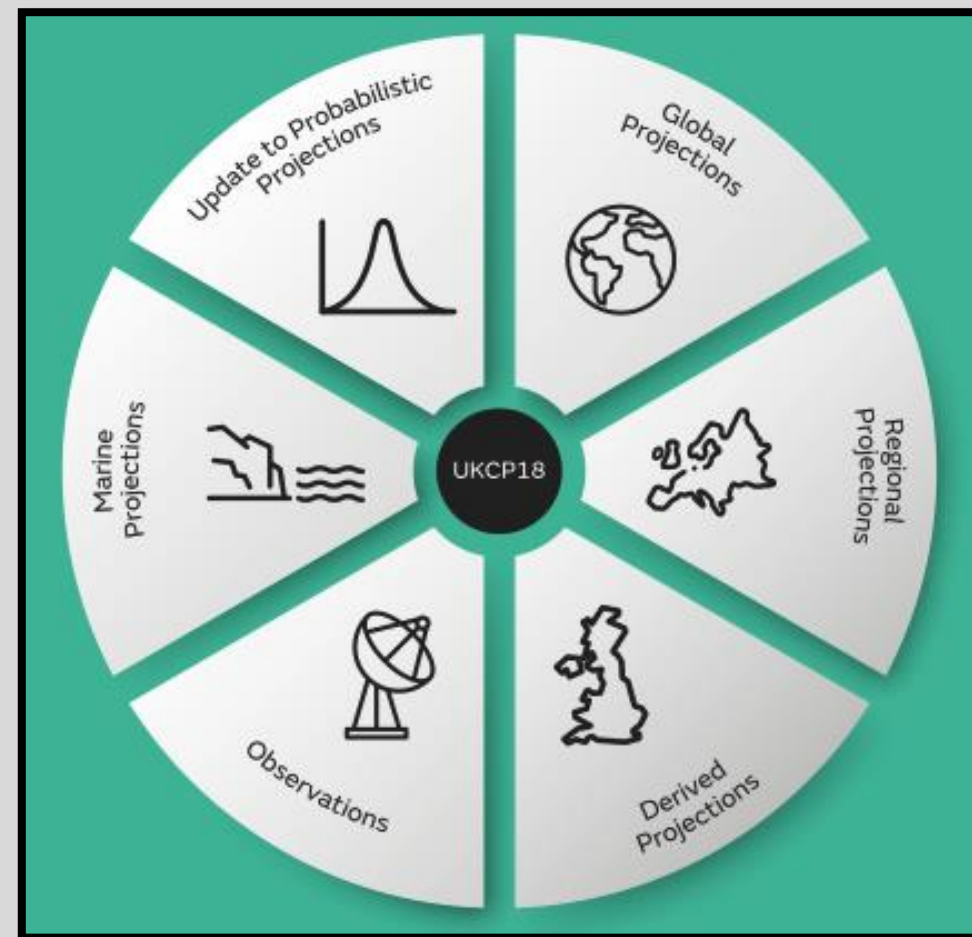 Update to Probabilistic
Projections
Global
Projections
Marine
Projections
UKCP18
Regional
Projections
Observations
Derived
Projections